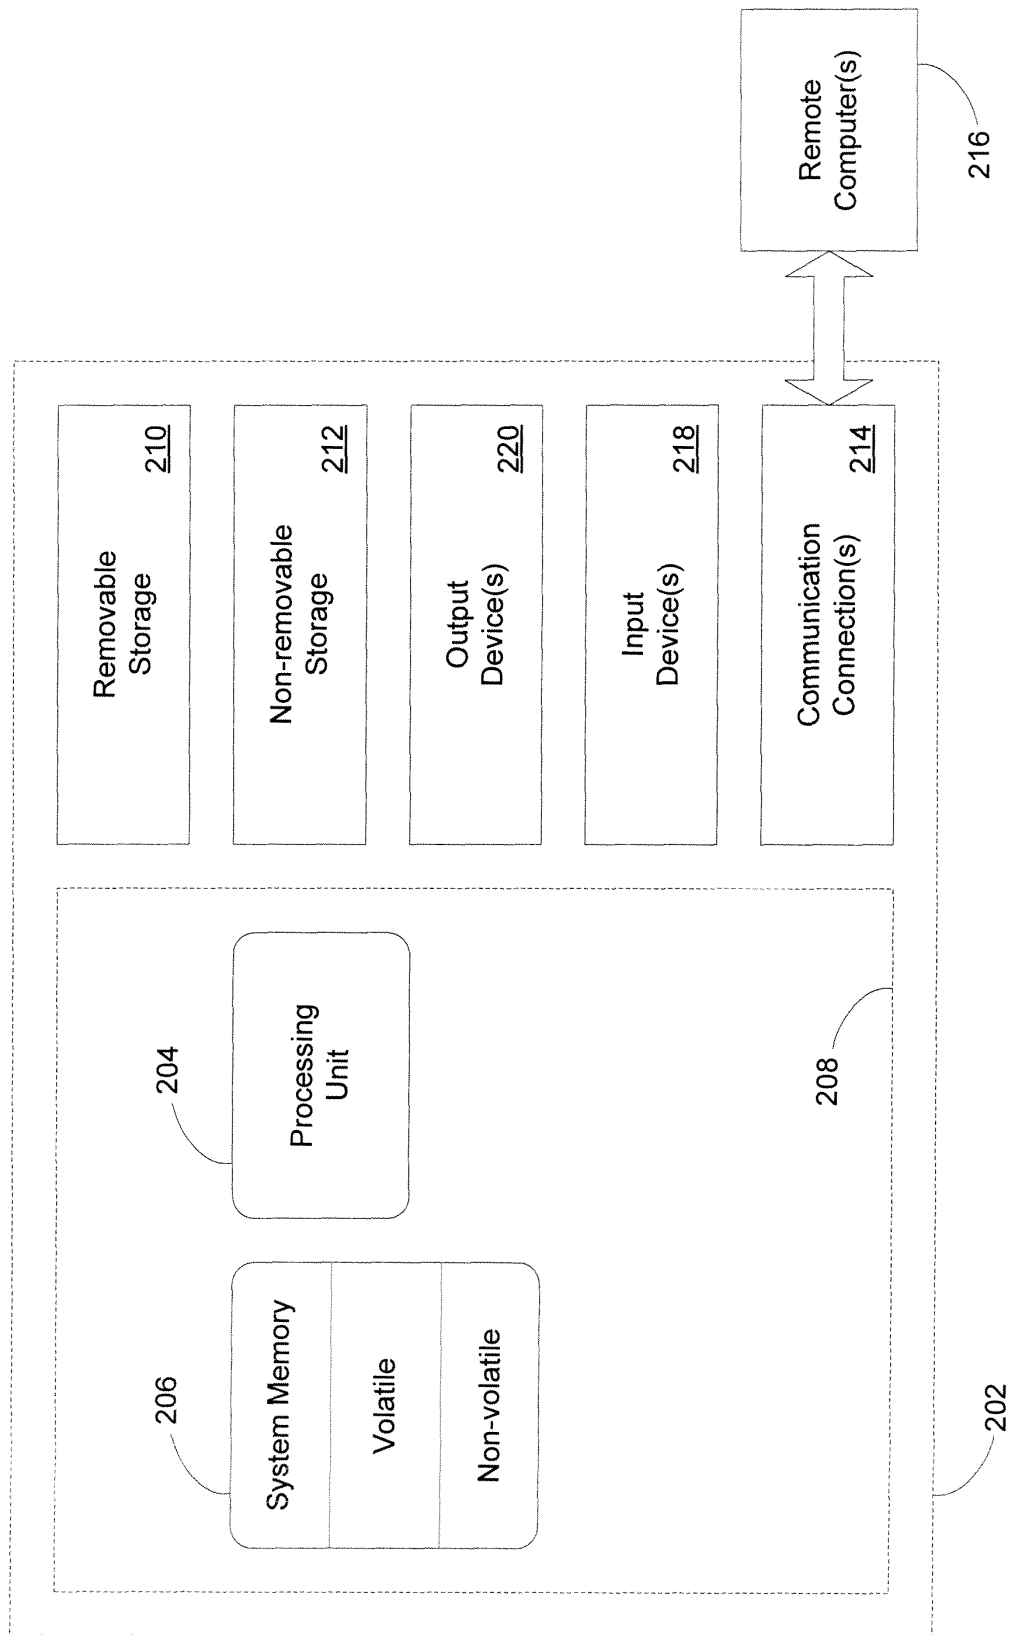 206
System Memory
Volatile
Non-volatile
204
Processing
Unit
208
202
Removable
Storage
210
Non-removable
Storage
212
Output
Device(s)
220
Input
Device(s)
218
Communication
Connection(s)
214
Remote
Computer(s)
216